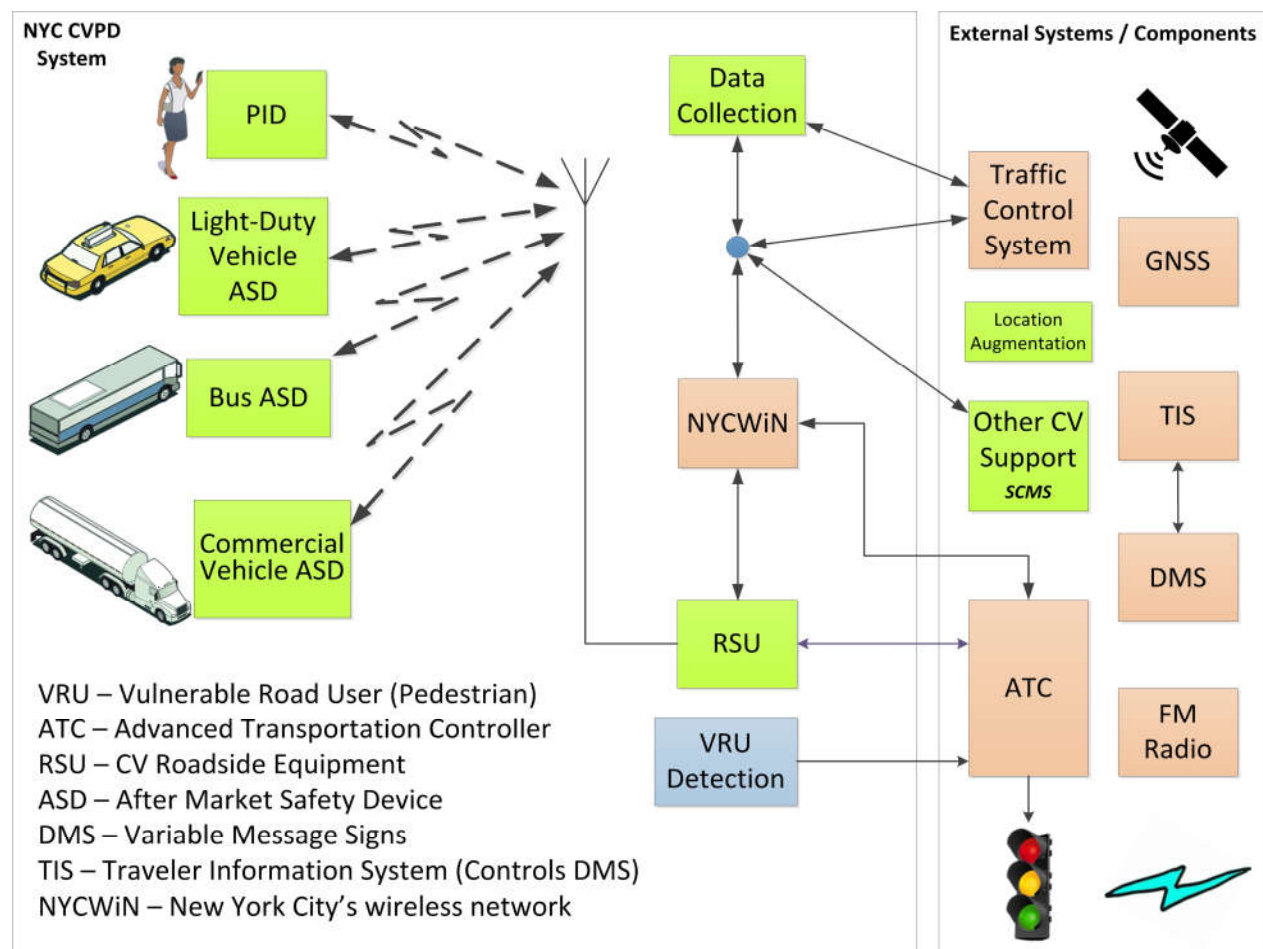 NYC CVPD
System
External Systems / Components
PID
Data
Collection
Light-Duty
Vehicle
ASD
Traffic
Control
System
GNSS
Location
Augmentation
Bus ASD
NYCWiN
Other CV
Support
SCMS
TIS
Commercial
Vehicle ASD
DMS
RSU
ATC
VRU
Detection
FM
Radio
VRU – Vulnerable Road User (Pedestrian)
ATC – Advanced Transportation Controller
RSU – CV Roadside Equipment
ASD – After Market Safety Device
DMS – Variable Message Signs
TIS – Traveler Information System (Controls DMS)
NYCWiN – New York City's wireless network